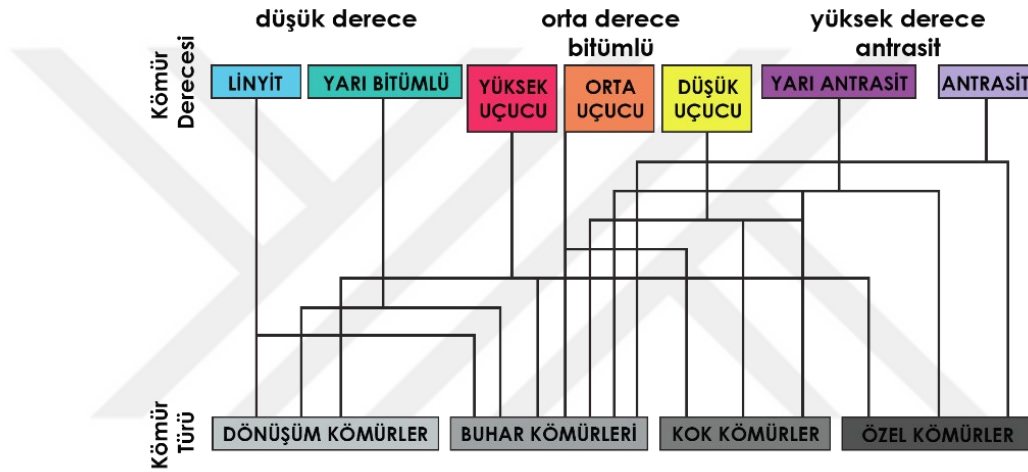 düşük derece
orta derece
bitümlü
yüksek derece
antrasit
Kömür
Derecesi
LİNYİT
YARI BİTÜMLÜ
YÜKSEK
UÇUCU
ORTA
UÇUCU
DÜŞÜK
UÇUCU
YARI ANTRASİT
ANTRASİT
Kömür
Türü
DÖNÜŞÜM KÖMÜRLER
BUHAR KÖMÜRLERİ
KOK KÖMÜRLER
ÖZEL KÖMÜRLER